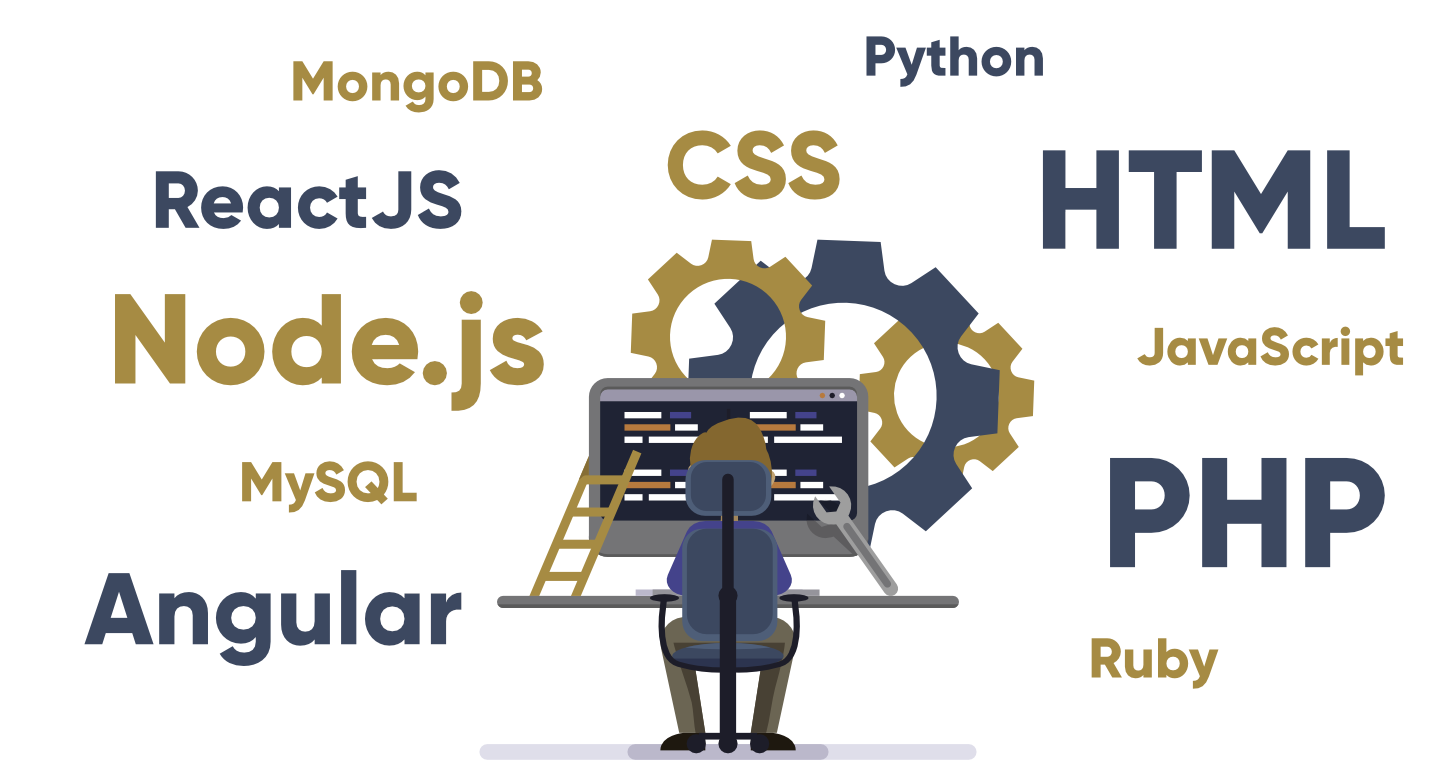 Python
MongoDB
CSS
HTML
ReactJS
Node.js
JavaScript
MySQL
PHP
Angular
Ruby